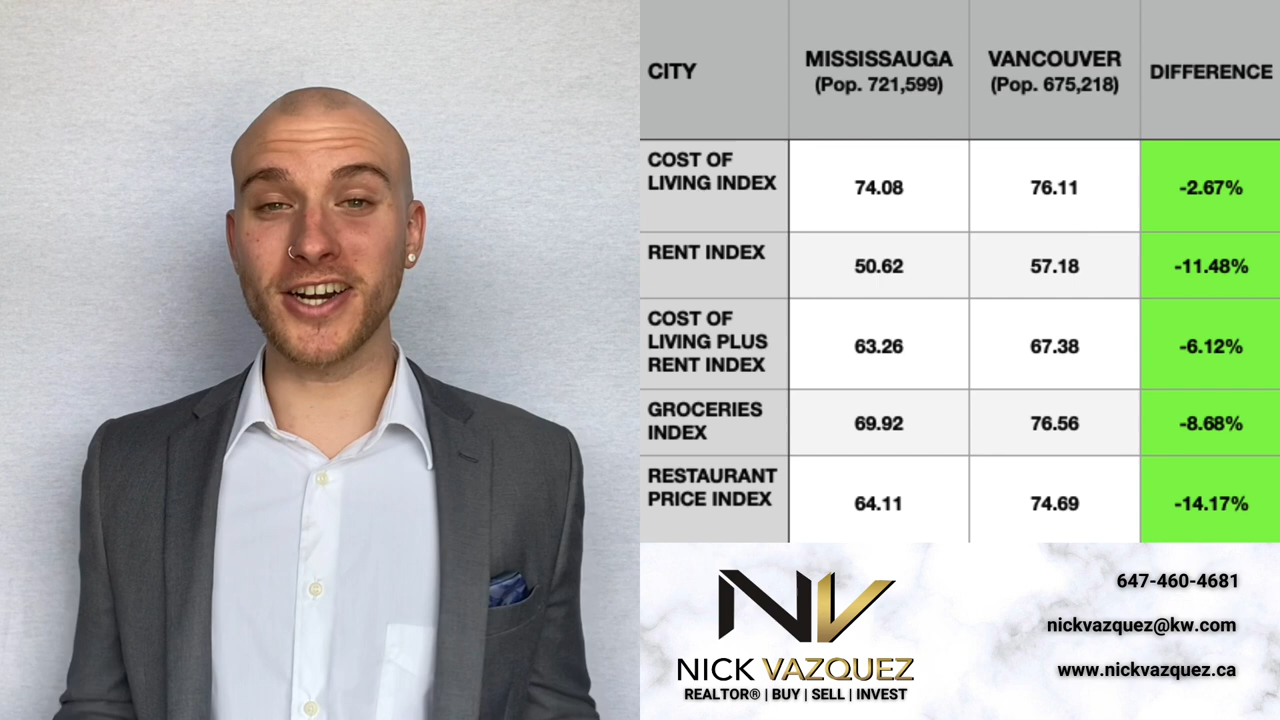 CITY
MISSISSAUGA
(Pop. 721,599)
VANCOUVER
(Pop. 675,218)
DIFFERENCE
COST OF
LIVING INDEX
74.08
76.11
-2.67%
RENT INDEX
50.62
57.18
-11.48%
COST OF
LIVING PLUS
RENT INDEX
63.26
67.38
-6.12%
GROCERIES
INDEX
69.92
76.56
-8.68%
RESTAURANT
PRICE INDEX
64.11
74.69
-14.17%
NV
NICK VAZQUEZ
REALTOR® | BUY | SELL | INVEST
647-460-4681
nickvazquez@kw.com
www.nickvazquez.ca